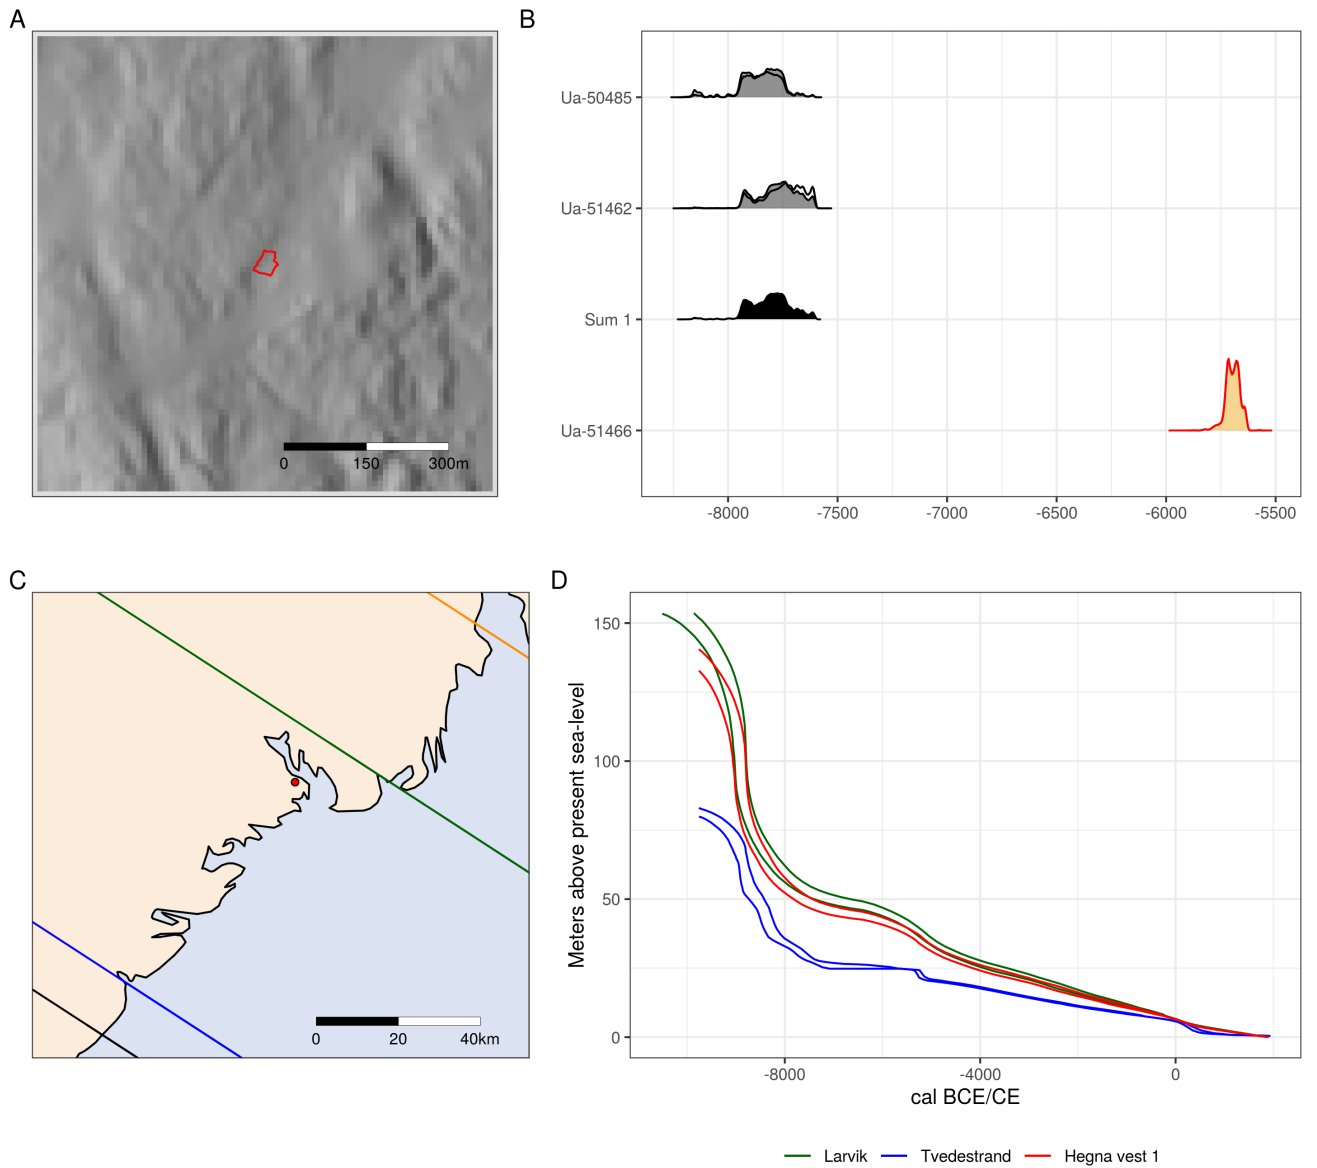 A
0 150 300m
B
Ua-50485
Ua-51462
Sum 1
Ua-51466
-8000 -7500 -7000 -6500 -6000 -5500
C
0 20 40km
D
Meters above present sea-level
150
100
50
0
-8000 -4000 0
cal BCE/CE
Larvik Tvedestrand Hegna vest 1